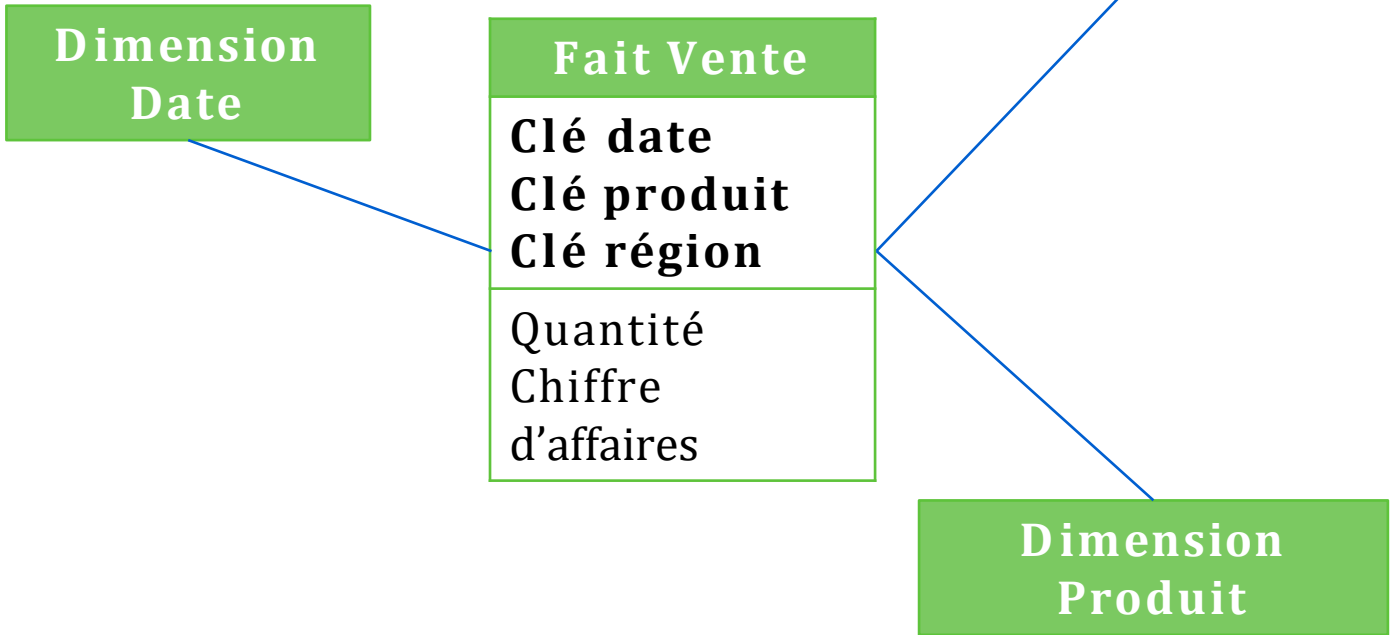 Dimension
Date
Fait Vente
Clé date
Clé produit
Clé région
Quantité
Chiffre
d’affaires
Dimension
Produit